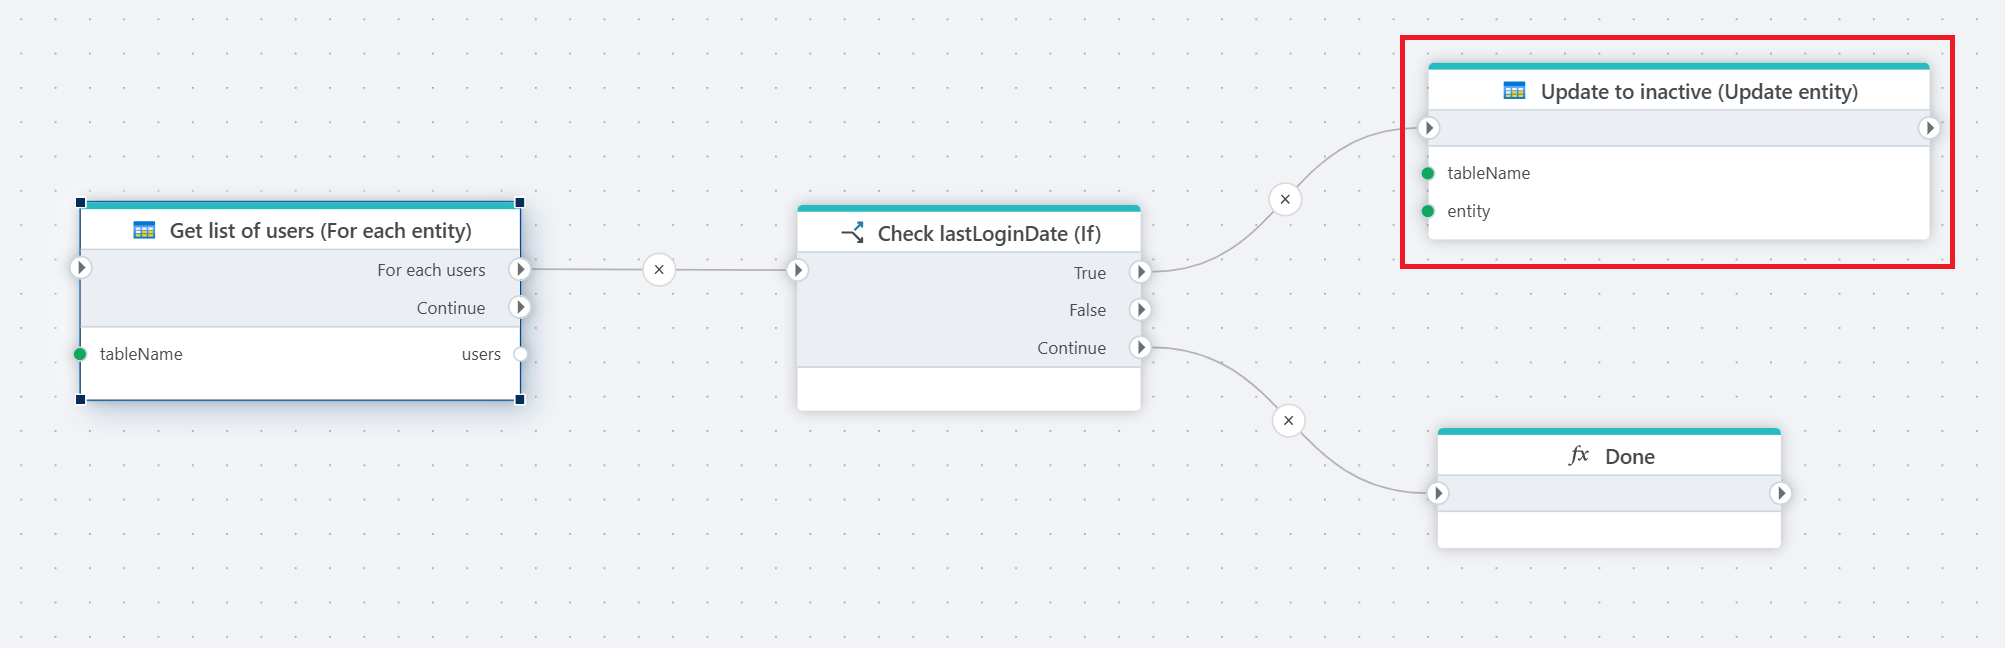 Get list of users (For each entity)
For each users
Continue
tableName
users
Check lastLoginDate (If)
True
False
Continue
Update to inactive (Update entity)
tableName
entity
fx Done